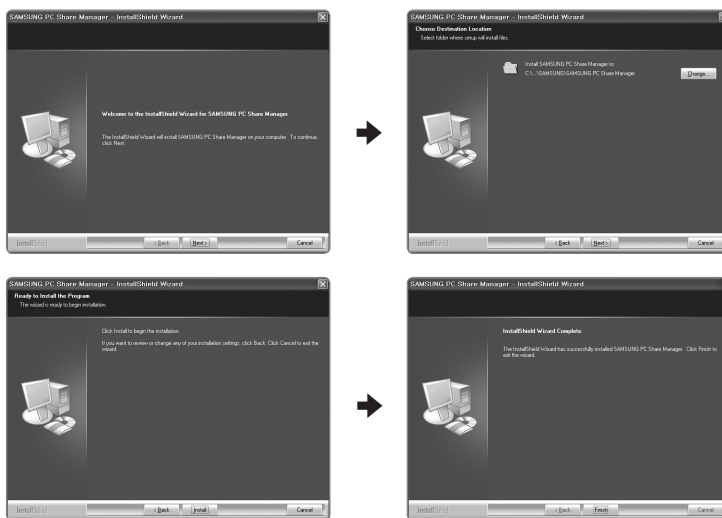 SAMSUNG PC Share Manager - InstallShield Wizard
Welcome to the InstallShield Wizard for SAMSUNG PC Share Manager
The InstallShield Wizard will install SAMSUNG PC Share Manager on your computer. To continue,
click Next.
InstallShield
< Back
Next >
Cancel
SAMSUNG PC Share Manager - InstallShield Wizard
Choose Destination Location
Select folder where setup will install files.
Install SAMSUNG PC Share Manager to:
C:\...\SAMSUNG\SAMSUNG PC Share Manager
Change...
InstallShield
< Back
Next >
Cancel
SAMSUNG PC Share Manager - InstallShield Wizard
Ready to Install the Program
The wizard is ready to begin installation.
Click Install to begin the installation.
If you want to review or change any of your installation settings, click Back. Click Cancel to exit the
wizard.
InstallShield
< Back
Install
Cancel
SAMSUNG PC Share Manager - InstallShield Wizard
InstallShield Wizard Complete
The InstallShield Wizard has successfully installed SAMSUNG PC Share Manager. Click Finish to
exit the wizard.
InstallShield
< Back
Finish
Cancel